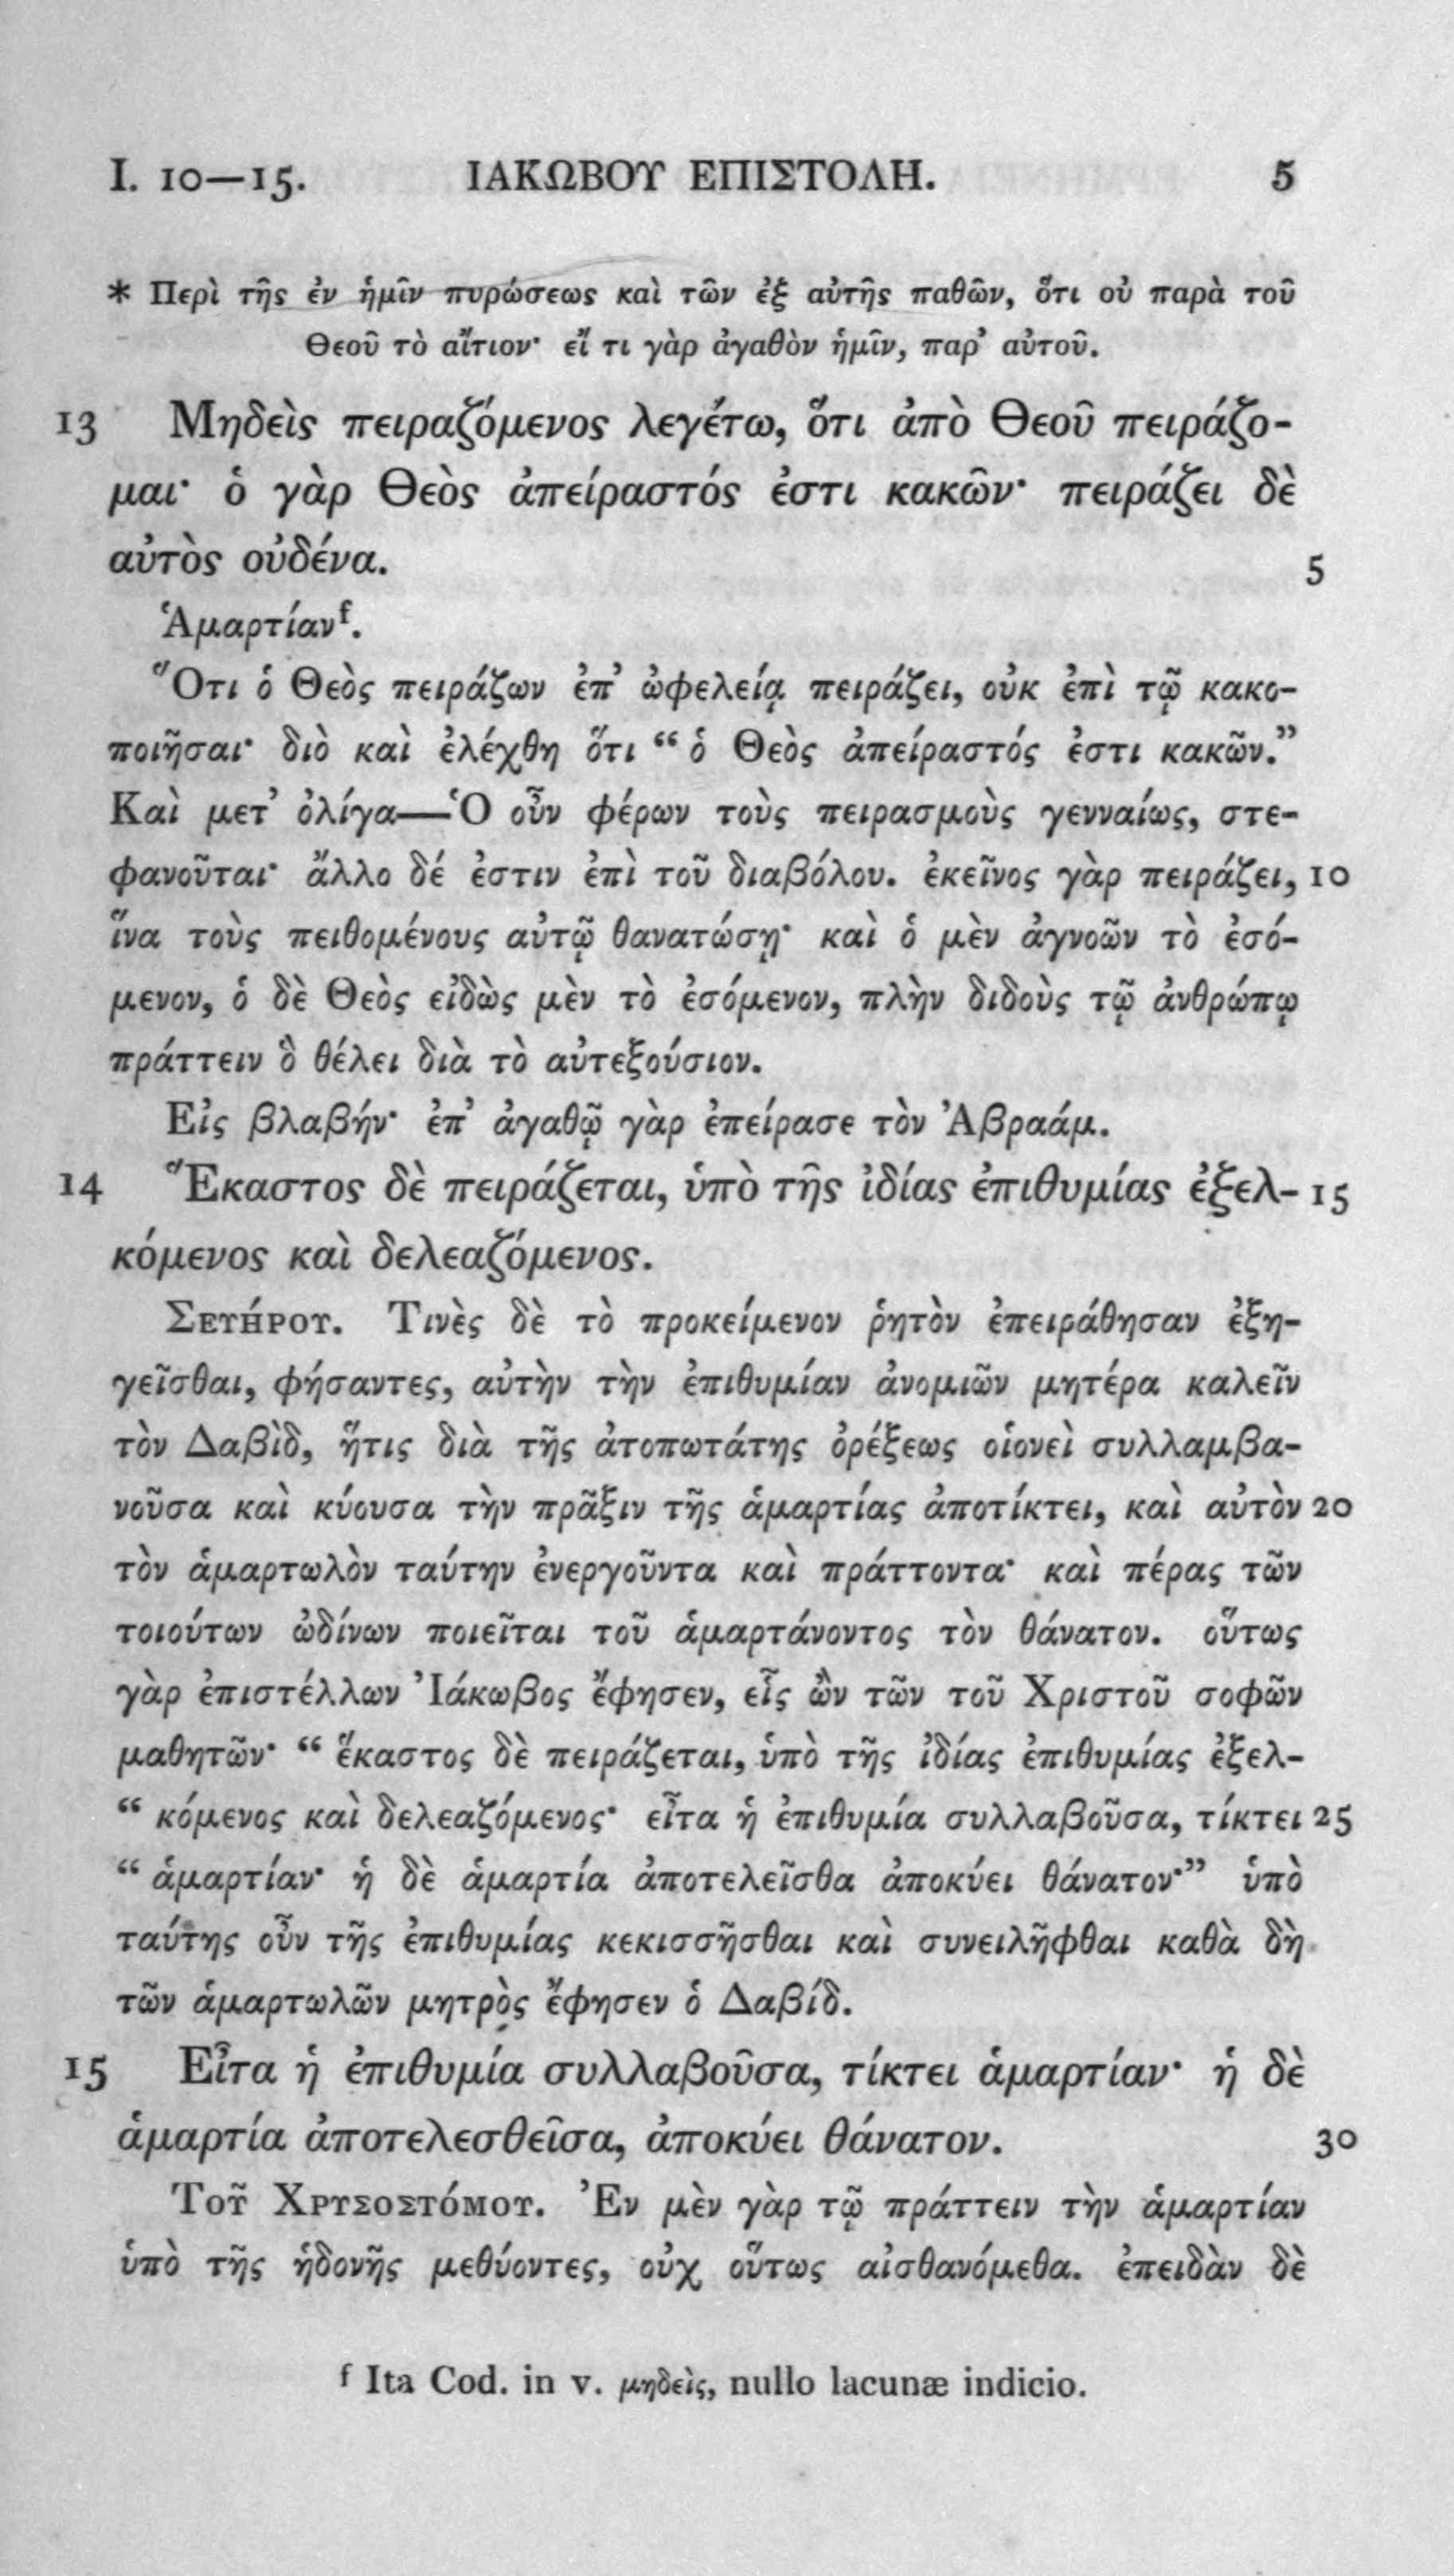 I. 10—15. ΙΑΚΩΒΟΥ ΕΠΙΣΤΟΛΗ. 5
* Περὶ τῆς ἐν ἡμῖν πυρώσεως καὶ τῶν ἐξ αὐτῆς παθῶν, ὅτι οὐ παρὰ τοῦ
Θεοῦ τὸ αἴτιον· εἴ τι γὰρ ἀγαθὸν ἡμῖν, παρ’ αὐτοῦ.
13 Μηδεὶς πειραζόμενος λεγέτω, ὅτι ἀπὸ Θεοῦ πειράζο-
μαι· ὁ γὰρ Θεὸς ἀπείραστός ἐστι κακῶν· πειράζει δὲ
αὐτὸς οὐδένα. 5
Ἁμαρτίαν f.
Ὅτι ὁ Θεὸς πειράζων ἐπ’ ὠφελείᾳ πειράζει, οὐκ ἐπὶ τῷ κακο-
ποιῆσαι· διὸ καὶ ἐλέχθη ὅτι “ ὁ Θεὸς ἀπείραστός ἐστι κακῶν.”
Καὶ μετ’ ὀλίγα—Ὁ οὖν φέρων τοὺς πειρασμοὺς γενναίως, στε-
φανοῦται· ἄλλο δέ ἐστιν ἐπὶ τοῦ διαβόλου. ἐκεῖνος γὰρ πειράζει, 10
ἵνα τοὺς πειθομένους αὐτῷ θανατώσῃ· καὶ ὁ μὲν ἀγνοῶν τὸ ἐσό-
μενον, ὁ δὲ Θεὸς εἰδὼς μὲν τὸ ἐσόμενον, πλὴν διδοὺς τῷ ἀνθρώπῳ
πράττειν ὃ θέλει διὰ τὸ αὐτεξούσιον.
Εἰς βλαβήν· ἐπ’ ἀγαθῷ γὰρ ἐπείρασε τὸν Ἀβραάμ.
14 Ἕκαστος δὲ πειράζεται, ὑπὸ τῆς ἰδίας ἐπιθυμίας ἐξελ- 15
κόμενος καὶ δελεαζόμενος.
Σευήρου. Τινὲς δὲ τὸ προκείμενον ῥητὸν ἐπειράθησαν ἐξη-
γεῖσθαι, φήσαντες, αὐτὴν τὴν ἐπιθυμίαν ἀνομιῶν μητέρα καλεῖν
τὸν Δαβὶδ, ἥτις διὰ τῆς ἀτοπωτάτης ὀρέξεως οἱονεὶ συλλαμβα-
νοῦσα καὶ κύουσα τὴν πρᾶξιν τῆς ἁμαρτίας ἀποτίκτει, καὶ αὐτὸν 20
τὸν ἁμαρτωλὸν ταύτην ἐνεργοῦντα καὶ πράττοντα· καὶ πέρας τῶν
τοιούτων ὠδίνων ποιεῖται τοῦ ἁμαρτάνοντος τὸν θάνατον. οὕτως
γὰρ ἐπιστέλλων Ἰάκωβος ἔφησεν, εἷς ὢν τῶν τοῦ Χριστοῦ σοφῶν
μαθητῶν· “ ἕκαστος δὲ πειράζεται, ὑπὸ τῆς ἰδίας ἐπιθυμίας ἐξελ-
“ κόμενος καὶ δελεαζόμενος· εἶτα ἡ ἐπιθυμία συλλαβοῦσα, τίκτει 25
“ ἁμαρτίαν· ἡ δὲ ἁμαρτία ἀποτελεῖσθα ἀποκύει θάνατον·” ὑπὸ
ταύτης οὖν τῆς ἐπιθυμίας κεκισσῆσθαι καὶ συνειλῆφθαι καθὰ δὴ
τῶν ἁμαρτωλῶν μητρὸς ἔφησεν ὁ Δαβίδ.
15 Εἶτα ἡ ἐπιθυμία συλλαβοῦσα, τίκτει ἁμαρτίαν· ἡ δὲ
ἁμαρτία ἀποτελεσθεῖσα, ἀποκύει θάνατον. 30
Τοῦ Χρυσοστόμου. Ἐν μὲν γὰρ τῷ πράττειν τὴν ἁμαρτίαν
ὑπὸ τῆς ἡδονῆς μεθύοντες, οὐχ οὕτως αἰσθανόμεθα. ἐπειδὰν δὲ
f Ita Cod. in v. μηδεὶς, nullo lacunæ indicio.